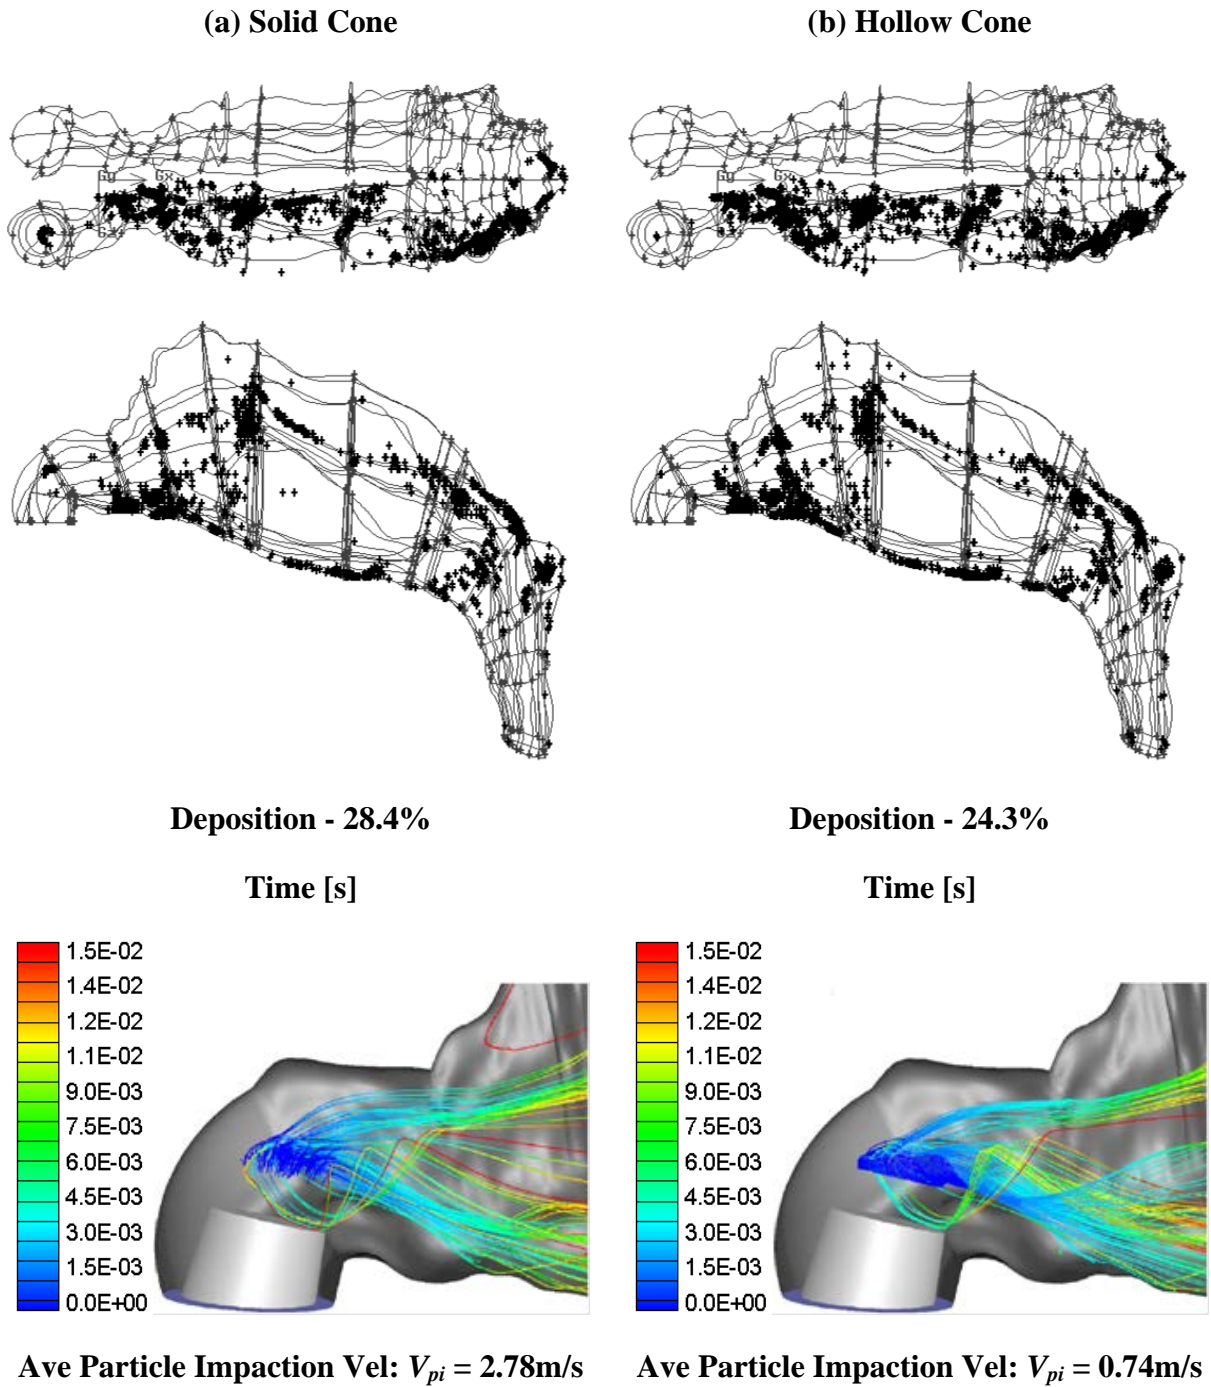 (a) Solid Cone
(b) Hollow Cone
Gy
Gx
Gy
Gx
Deposition - 28.4%
Deposition - 24.3%
Time [s]
Time [s]
1.5E-02
1.4E-02
1.2E-02
1.1E-02
9.0E-03
7.5E-03
6.0E-03
4.5E-03
3.0E-03
1.5E-03
0.0E+00
1.5E-02
1.4E-02
1.2E-02
1.1E-02
9.0E-03
7.5E-03
6.0E-03
4.5E-03
3.0E-03
1.5E-03
0.0E+00
Ave Particle Impaction Vel: Vpi = 2.78m/s
Ave Particle Impaction Vel: Vpi = 0.74m/s